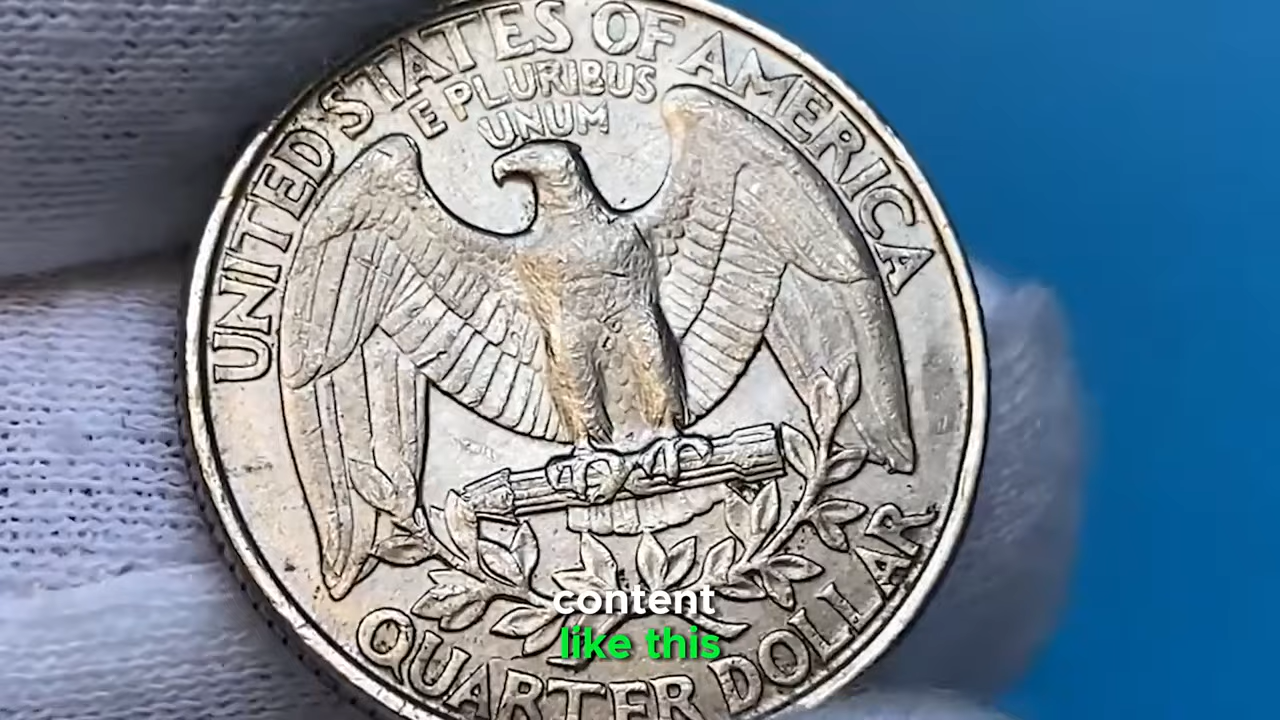 UNITED STATES OF AMERICA
E PLURIBUS
UNUM
QUARTER DOLLAR
content
like this